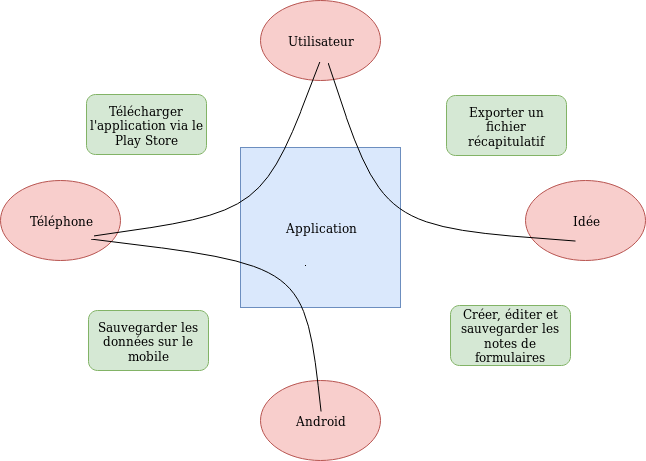 Utilisateur
Télécharger
l'application via le
Play Store
Exporter un
fichier
récapitulatif
Téléphone
Application
Idée
Sauvegarder les
données sur le
mobile
Créer, éditer et
sauvegarder les
notes de
formulaires
Android